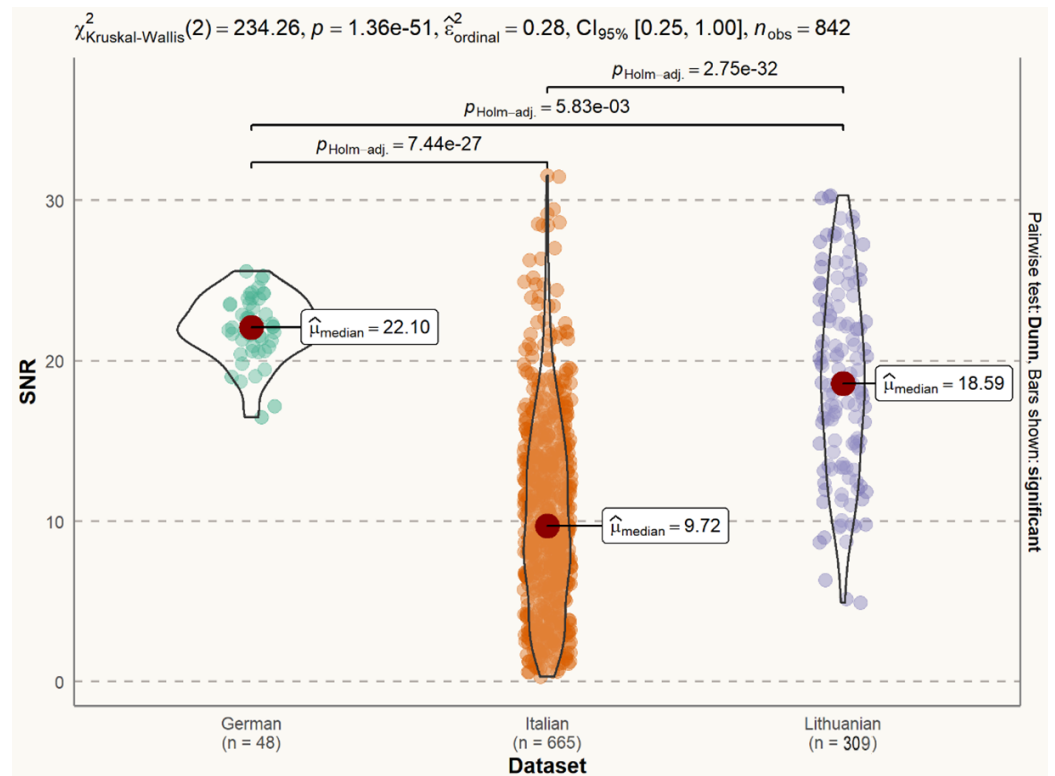 χ²Kruskal-Wallis(2) = 234.26, p = 1.36e-51, ε̂²ordinal = 0.28, CI95% [0.25, 1.00], nobs = 842
pHolm-adj. = 2.75e-32
pHolm-adj. = 5.83e-03
pHolm-adj. = 7.44e-27
30
20
10
0
SNR
μ̂median = 22.10
μ̂median = 9.72
μ̂median = 18.59
Pairwise test: Dunn, Bars shown: significant
German
(n = 48)
Italian
(n = 665)
Lithuanian
(n = 309)
Dataset